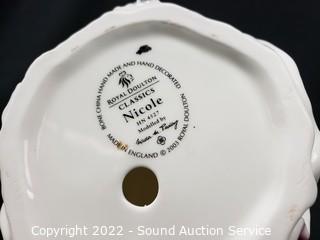 BONE CHINA HAND MADE AND HAND DECORATED
ROYAL DOULTON
CLASSICS
Nicole
HN 4527
Modelled by
MADE IN ENGLAND © 2003 ROYAL DOULTON
Copyright 2022 - Sound Auction Service